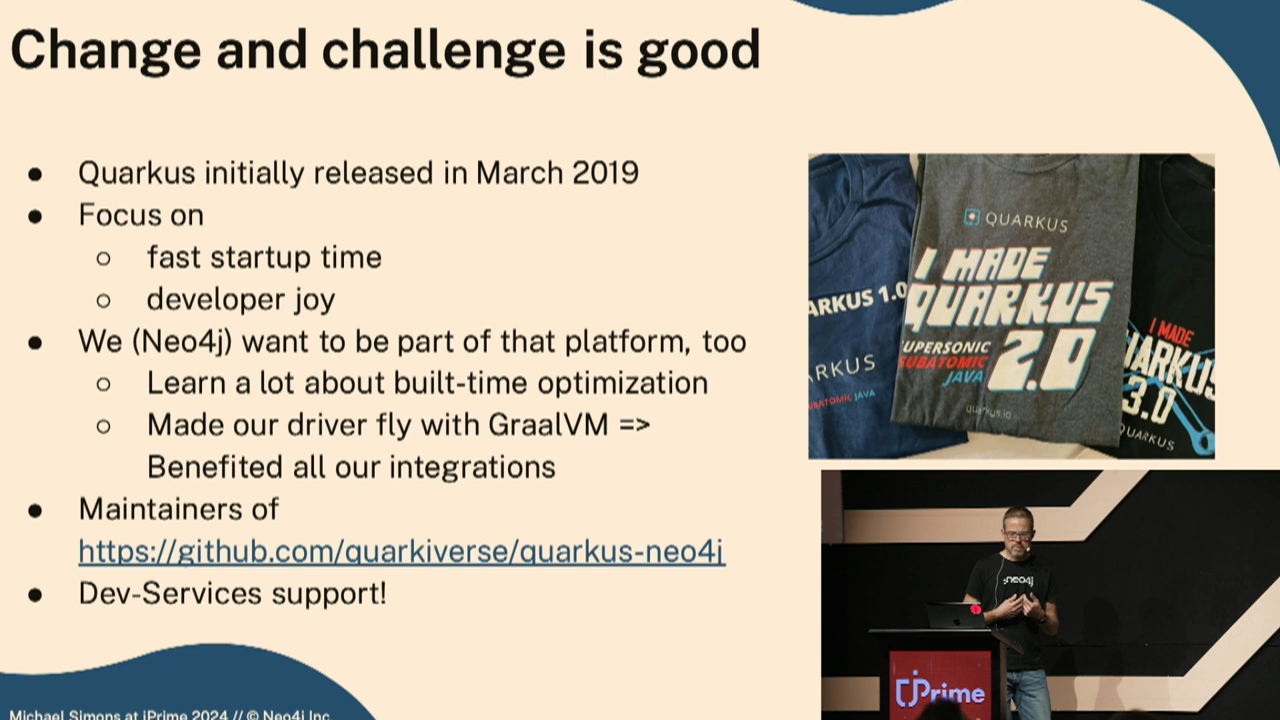 Change and challenge is good
● Quarkus initially released in March 2019
● Focus on
○ fast startup time
○ developer joy
● We (Neo4j) want to be part of that platform, too
○ Learn a lot about built-time optimization
○ Made our driver fly with GraalVM =>
Benefited all our integrations
● Maintainers of
https://github.com/quarkiverse/quarkus-neo4j
● Dev-Services support!
Michael Simons at jPrime 2024 // © Neo4j Inc.
ARKUS 1.0
ARKUS
SUBATOMIC JAVA
QUARKUS
I MADE
QUARKUS
2.0
UPERSONIC
SUBATOMIC
JAVA
quarkus.io
I MADE
UARKUS
3.0
QUARKUS
neo4j
jPrime